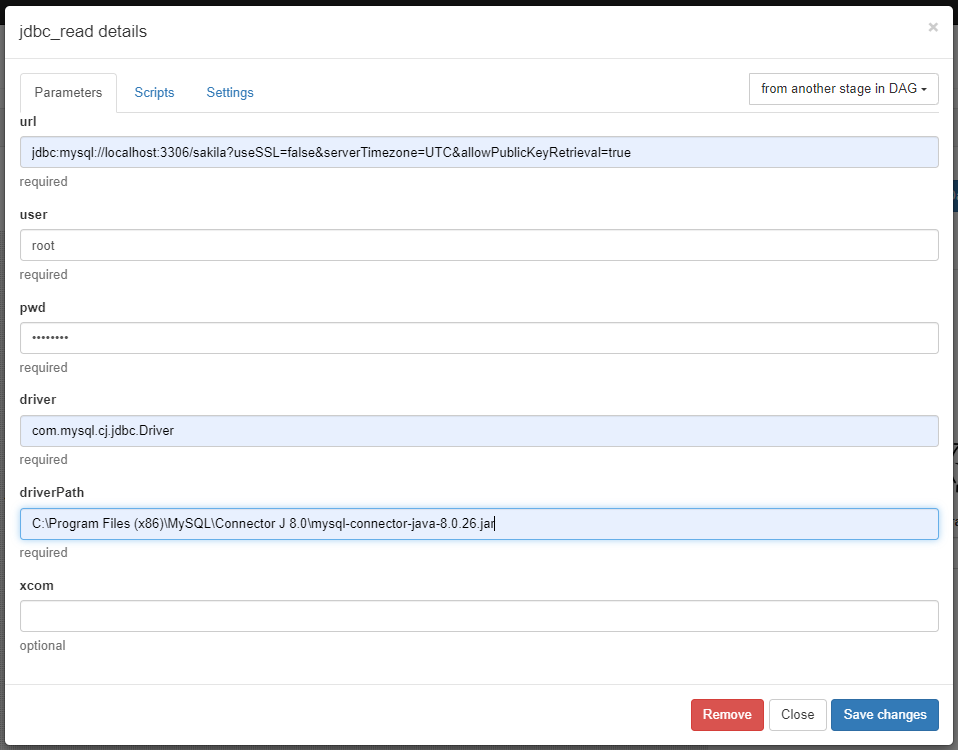 jdbc_read details
×
Parameters Scripts Settings from another stage in DAG
url
jdbc:mysql://localhost:3306/sakila?useSSL=false&serverTimezone=UTC&allowPublicKeyRetrieval=true
required
user
root
required
pwd
••••••••
required
driver
com.mysql.cj.jdbc.Driver
required
driverPath
C:\Program Files (x86)\MySQL\Connector J 8.0\mysql-connector-java-8.0.26.jar
required
xcom
optional
Remove Close Save changes